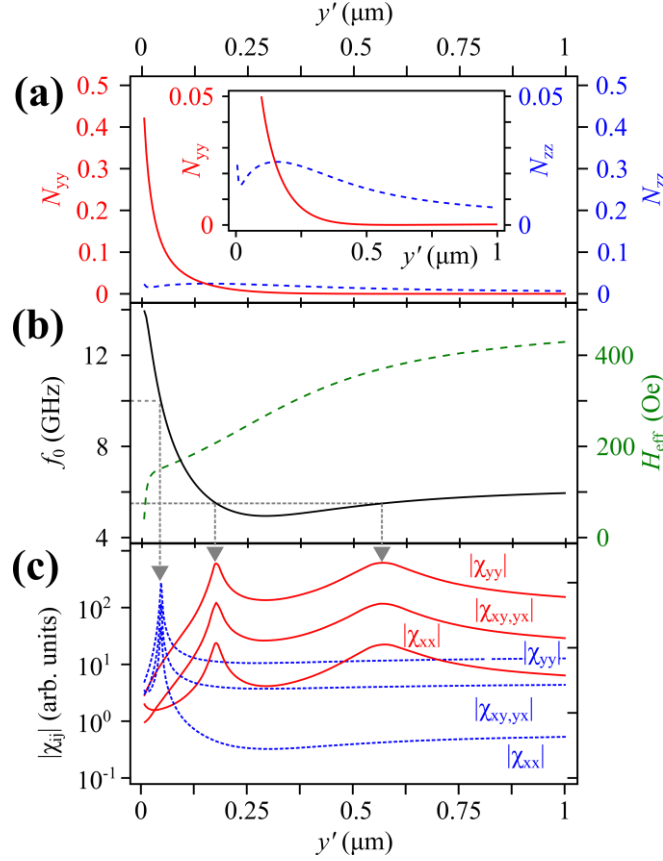 y' (μm)
0 0.25 0.5 0.75 1
(a)
0.5 0.4 0.3 0.2 0.1 0
N_yy
0.05 0
N_yy
0.05 0
N_zz
0 0.5 1
y' (μm)
0.5 0.4 0.3 0.2 0.1 0
N_zz
(b)
12 8 4
f_0 (GHz)
400 300 200 100 0
H_eff (Oe)
(c)
10^2 10^1 10^0 10^-1
|χ_ij| (arb. units)
|χ_yy|
|χ_xy,yx|
|χ_xx|
|χ_yy|
|χ_xy,yx|
|χ_xx|
0 0.25 0.5 0.75 1
y' (μm)